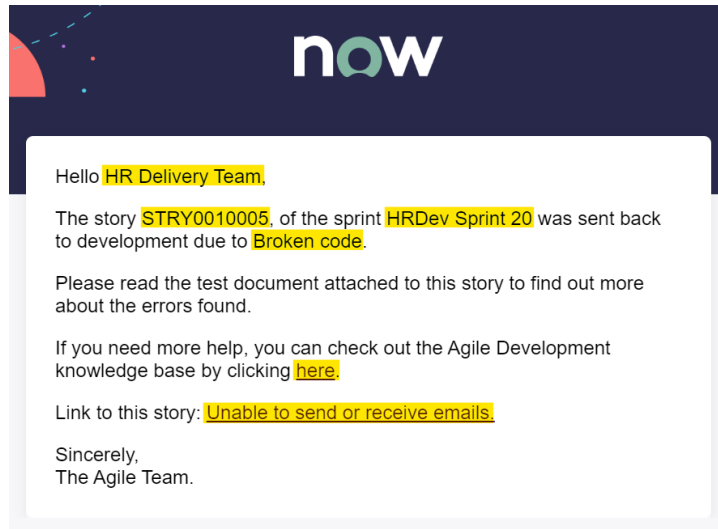 now
Hello HR Delivery Team,
The story STRY0010005, of the sprint HRDev Sprint 20 was sent back
to development due to Broken code.
Please read the test document attached to this story to find out more
about the errors found.
If you need more help, you can check out the Agile Development
knowledge base by clicking here.
Link to this story: Unable to send or receive emails.
Sincerely,
The Agile Team.